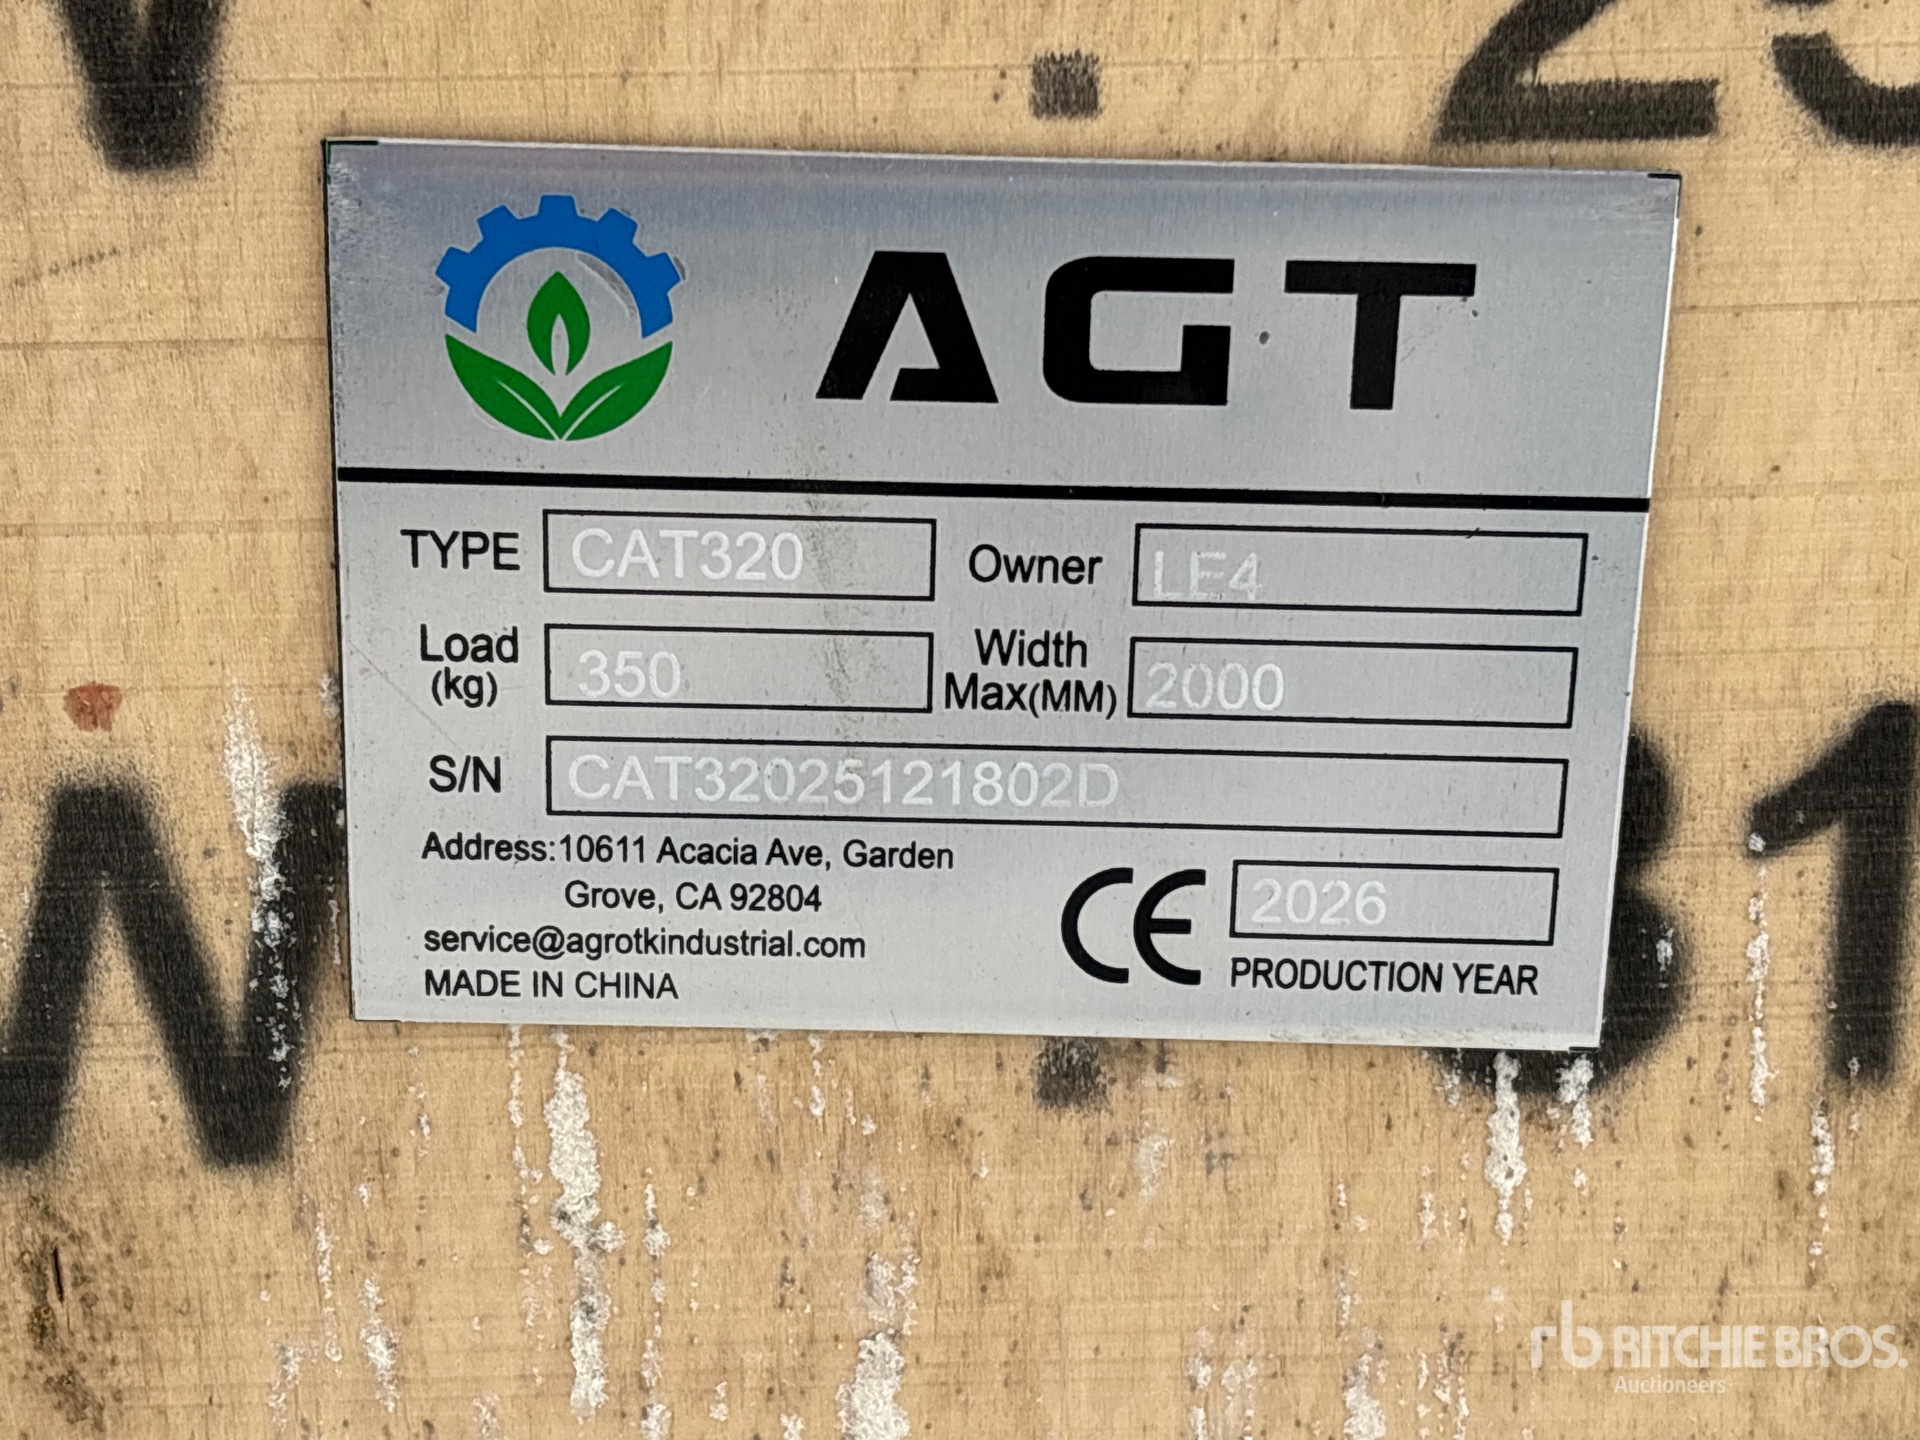 AGT
TYPE CAT320 Owner LE4
Load (kg) 350 Width Max(MM) 2000
S/N CAT32025121802D
Address:10611 Acacia Ave, Garden
Grove, CA 92804
service@agrotkindustrial.com
MADE IN CHINA
CE 2026
PRODUCTION YEAR
rb RITCHIE BROS.
Auctioneers